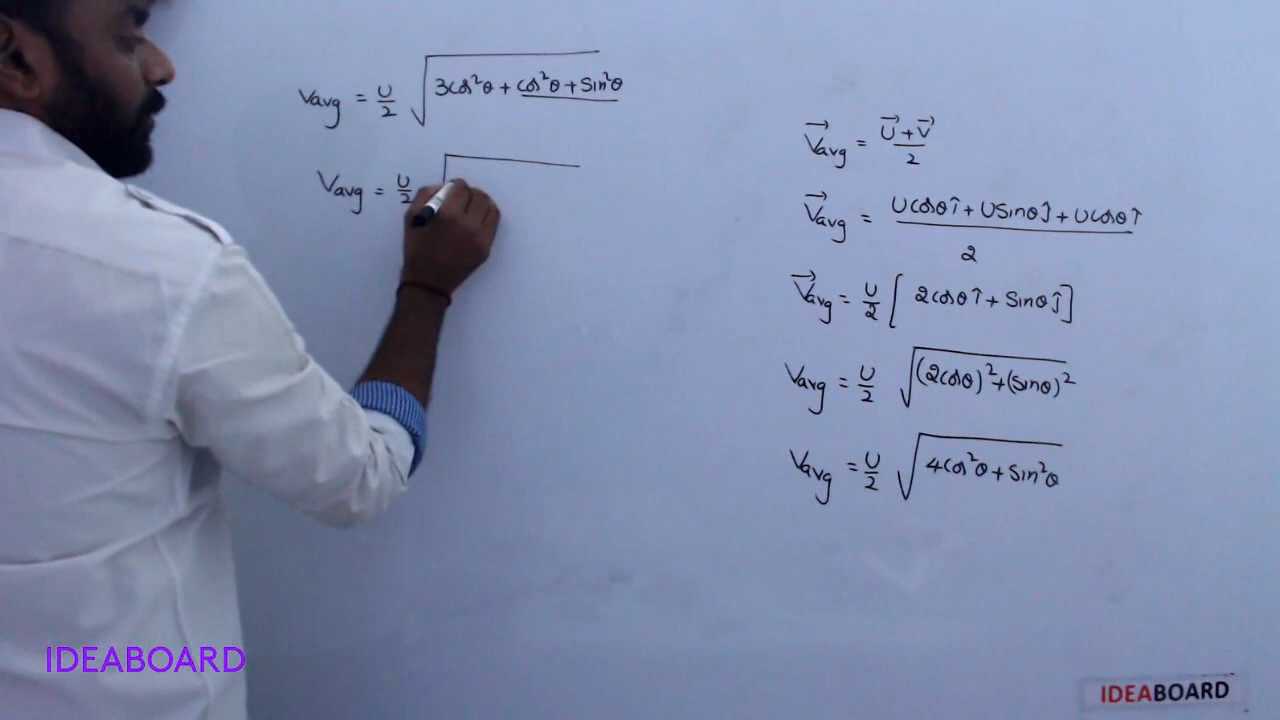 Vavg = U/2 √3cos²θ + cos²θ + Sin²θ
Vavg = U/2 √
V⃗avg = U⃗ + V⃗ / 2
V⃗avg = Ucosθ î + USinθ ĵ + Ucosθ î / 2
V⃗avg = U/2 [ 2cosθ î + Sinθ ĵ ]
Vavg = U/2 √(2cosθ)² + (Sinθ)²
Vavg = U/2 √4cos²θ + Sin²θ
IDEABOARD
IDEABOARD